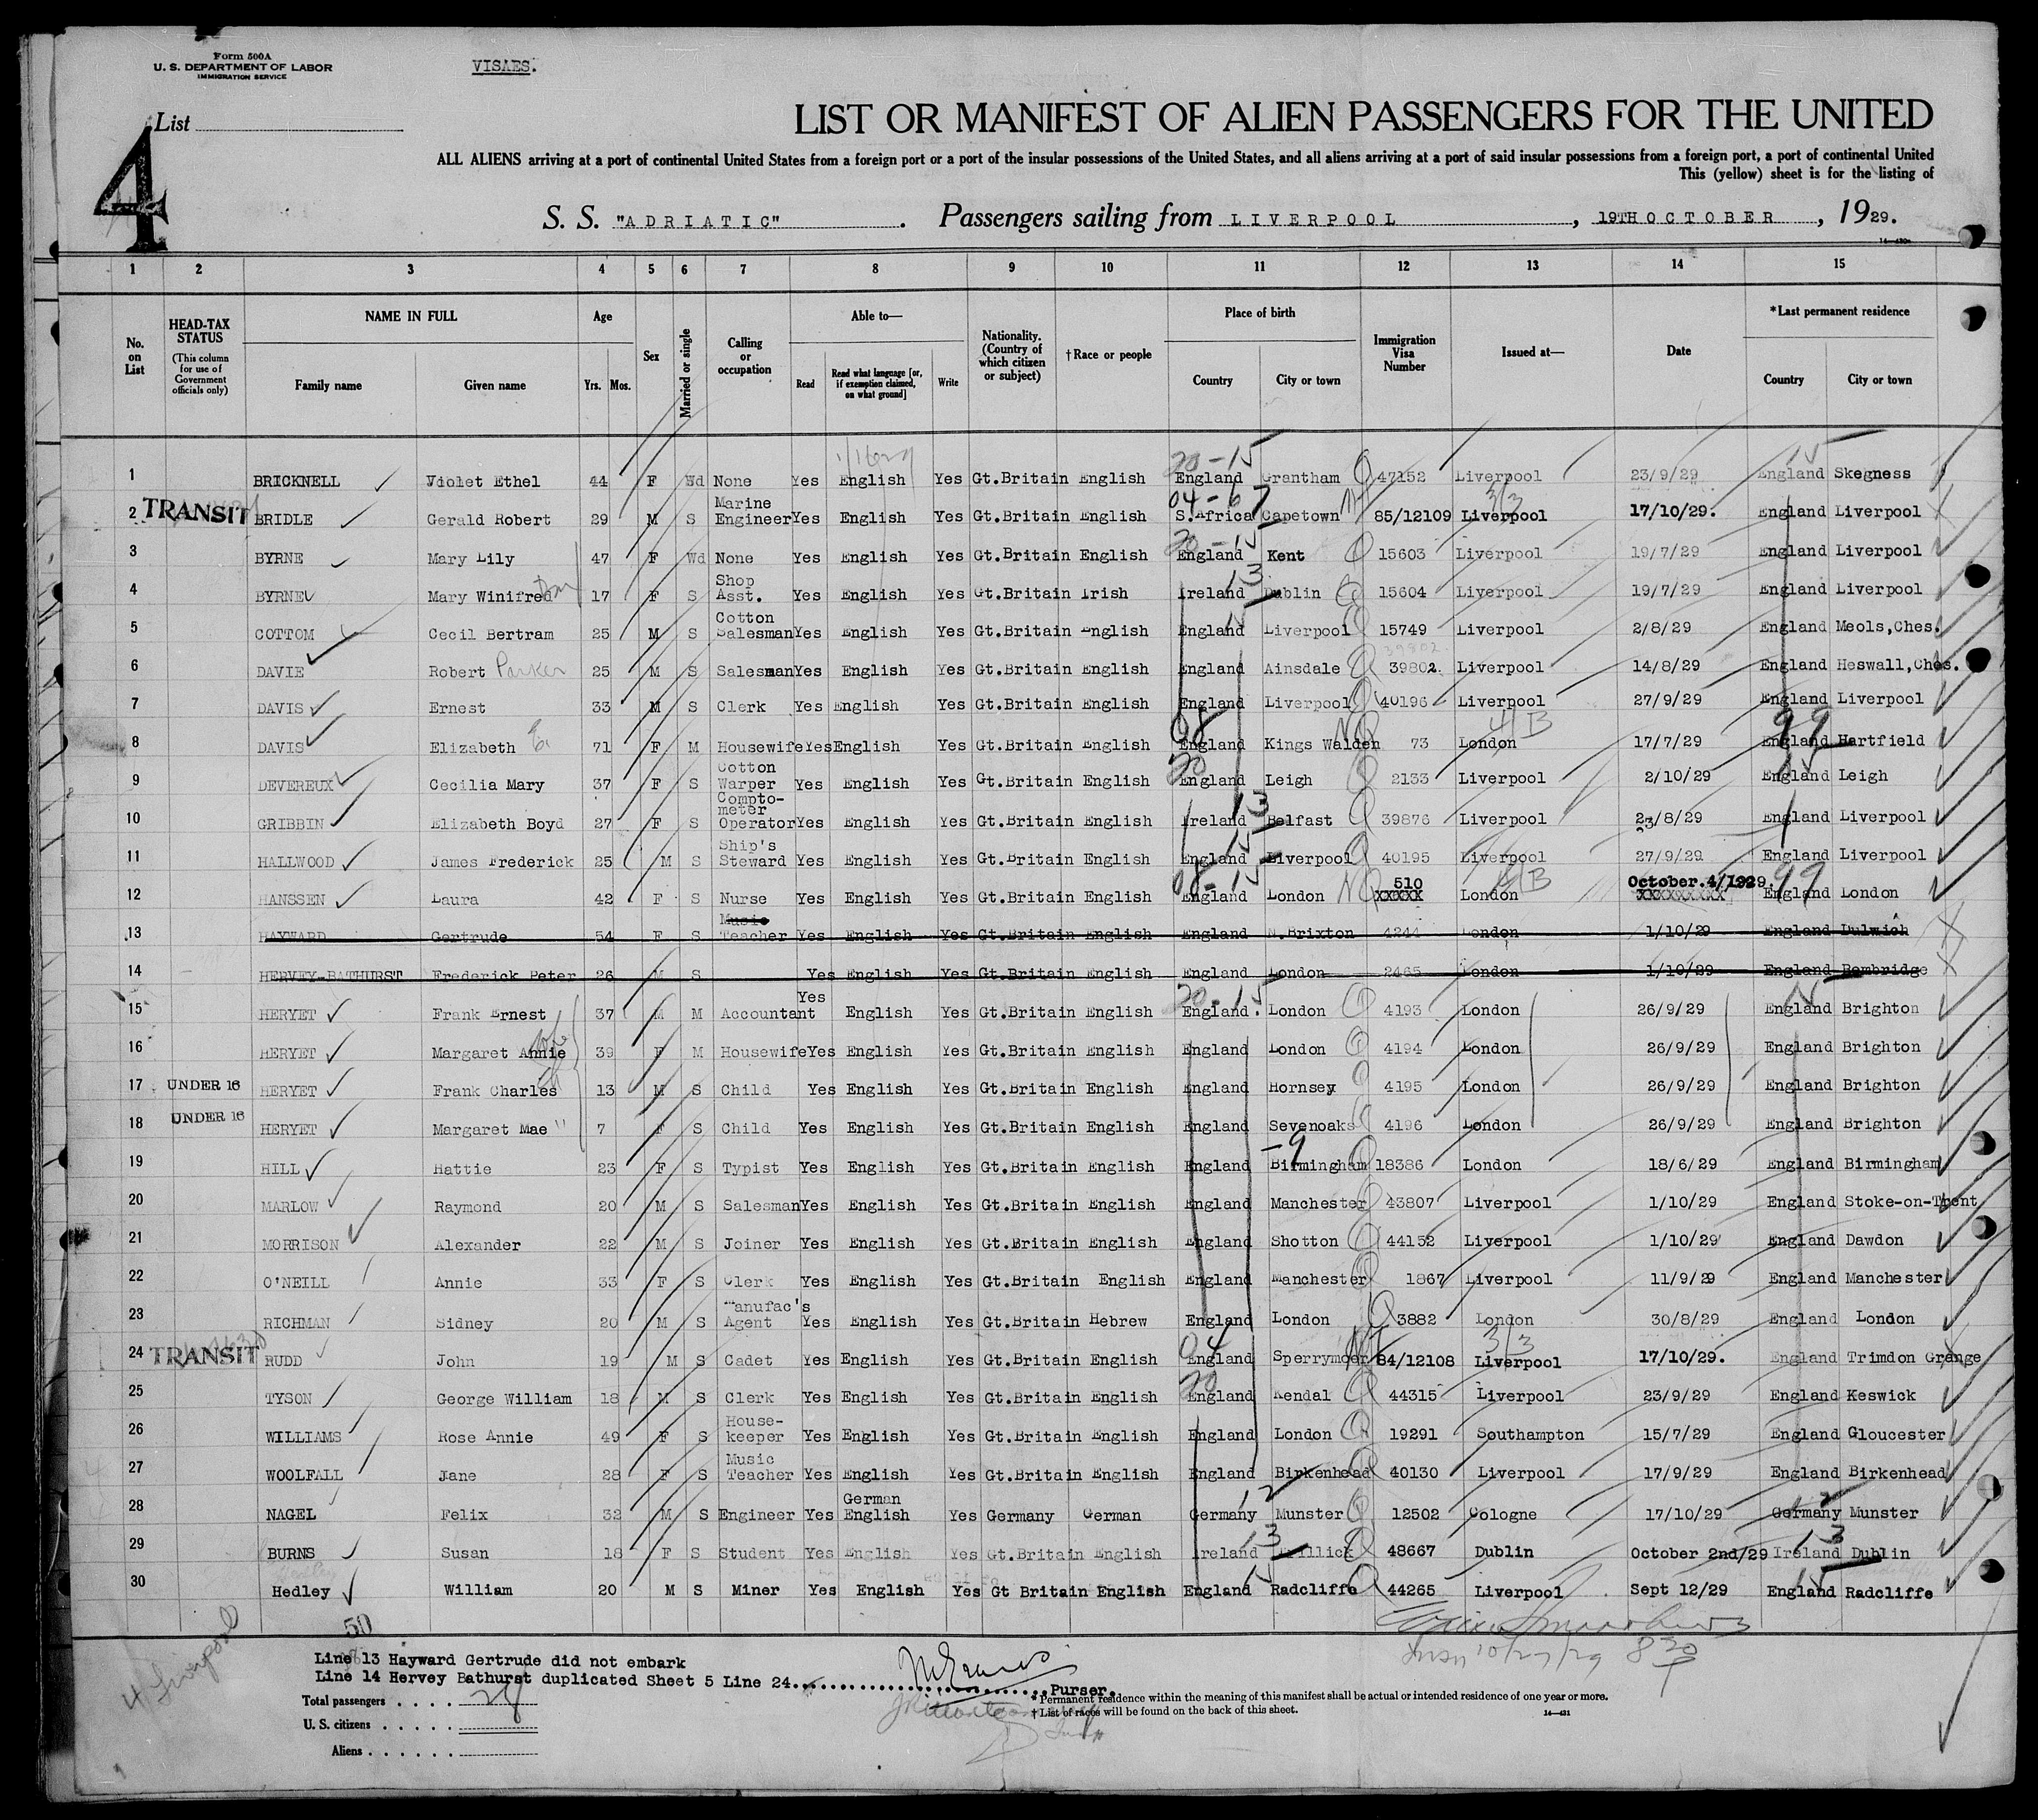 Form 500A
U. S. DEPARTMENT OF LABOR
IMMIGRATION SERVICE
VISAES.
List
4
LIST OR MANIFEST OF ALIEN PASSENGERS FOR THE UNITED
ALL ALIENS arriving at a port of continental United States from a foreign port or a port of the insular possessions of the United States, and all aliens arriving at a port of said insular possessions from a foreign port, a port of continental United
This (yellow) sheet is for the listing of
S. S. "ADRIATIC". Passengers sailing from LIVERPOOL, 19TH OCTOBER, 1929.
1 2 3 4 5 6 7 8 9 10 11 12 13 14 15
No. on List
HEAD-TAX STATUS (This column for use of Government officials only)
NAME IN FULL
Family name Given name
Age
Yrs. Mos.
Sex
Married or single
Calling or occupation
Able to—
Read Read what language [or, if exemption claimed, on what ground] Write
Nationality. (Country of which citizen or subject)
†Race or people
Place of birth
Country City or town
Immigration Visa Number
Issued at—
Date
*Last permanent residence
Country City or town
1 BRICKNELL Violet Ethel 44 F Wd None Yes English Yes Gt.Britain English England Grantham 47152 Liverpool 23/9/29 England Skegness
2 TRANSIT BRIDLE Gerald Robert 29 M S Marine Engineer Yes English Yes Gt.Britain English S.Africa Capetown 85/12109 Liverpool 17/10/29. England Liverpool
3 BYRNE Mary Lily 47 F Wd None Yes English Yes Gt.Britain English England Kent 15603 Liverpool 19/7/29 England Liverpool
4 BYRNE Mary Winifred 17 F S Shop Asst. Yes English Yes Gt.Britain Irish Ireland Dublin 15604 Liverpool 19/7/29 England Liverpool
5 COTTOM Cecil Bertram 25 M S Cotton Salesman Yes English Yes Gt.Britain English England Liverpool 15749 Liverpool 2/8/29 England Meols,Ches.
6 DAVIE Robert Parker 25 M S Salesman Yes English Yes Gt.Britain English England Ainsdale 39802. Liverpool 14/8/29 England Heswall,Ches.
7 DAVIS Ernest 33 M S Clerk Yes English Yes Gt.Britain English England Liverpool 40196 Liverpool 27/9/29 England Liverpool
8 DAVIS Elizabeth E. 71 F M Housewife Yes English Yes Gt.Britain English England Kings Walden 73 London 17/7/29 England Hartfield
9 DEVEREUX Cecilia Mary 37 F S Cotton Warper Yes English Yes Gt.Britain English England Leigh 2133 Liverpool 2/10/29 England Leigh
10 GRIBBIN Elizabeth Boyd 27 F S Compto-meter Operator Yes English Yes Gt.Britain English Ireland Belfast 39876 Liverpool 23/8/29 England Liverpool
11 HALLWOOD James Frederick 25 M S Ship's Steward Yes English Yes Gt.Britain English England Liverpool 40195 Liverpool 27/9/29 England Liverpool
12 HANSSEN Laura 42 F S Nurse Yes English Yes Gt.Britain English England London 510 XXXXX London October.4/1929. XXXXXXXXX England London
13 HAYWARD Gertrude 54 F S Music Teacher Yes English Yes Gt.Britain English England N.Brixton 4244 London 1/10/29 England Dulwich
14 HERVEY-BATHURST Frederick Peter 26 M S Yes English Yes Gt.Britain English England London 2465 London 1/10/29 England Bembridge
15 HERYET Frank Ernest 37 M M Accountant Yes English Yes Gt.Britain English England. London 4193 London 26/9/29 England Brighton
16 HERYET Margaret Annie 39 F M Housewife Yes English Yes Gt.Britain English England London 4194 London 26/9/29 England Brighton
17 UNDER 16 HERYET Frank Charles 13 M S Child Yes English Yes Gt.Britain English England Hornsey 4195 London 26/9/29 England Brighton
18 UNDER 16 HERYET Margaret Mae 7 F S Child Yes English Yes Gt.Britain English England Sevenoaks 4196 London 26/9/29 England Brighton
19 HILL Hattie 23 F S Typist Yes English Yes Gt.Britain English England Birmingham 18386 London 18/6/29 England Birmingham
20 MARLOW Raymond 20 M S Salesman Yes English Yes Gt.Britain English England Manchester 43807 Liverpool 1/10/29 England Stoke-on-Trent
21 MORRISON Alexander 22 M S Joiner Yes English Yes Gt.Britain English England Shotton 44152 Liverpool 1/10/29 England Dawdon
22 O'NEILL Annie 33 F S Clerk Yes English Yes Gt.Britain English England Manchester 1867 Liverpool 11/9/29 England Manchester
23 RICHMAN Sidney 20 M S Manufac's Agent Yes English Yes Gt.Britain Hebrew England London 3882 London 30/8/29 England London
24 TRANSIT RUDD John 19 M S Cadet Yes English Yes Gt.Britain English England Sperrymoer 84/12108 Liverpool 17/10/29. England Trimdon Grange
25 TYSON George William 18 M S Clerk Yes English Yes Gt.Britain English England Kendal 44315 Liverpool 23/9/29 England Keswick
26 WILLIAMS Rose Annie 49 F S House-keeper Yes English Yes Gt.Britain English England London 19291 Southampton 15/7/29 England Gloucester
27 WOOLFALL Jane 28 F S Music Teacher Yes English Yes Gt.Britain English England Birkenhead 40130 Liverpool 17/9/29 England Birkenhead
28 NAGEL Felix 32 M S Engineer Yes German English Yes Germany German Germany Munster 12502 Cologne 17/10/29 Germany Munster
29 BURNS Susan 18 F S Student Yes English Yes Gt.Britain English Ireland 48667 Dublin October 2nd/29 Ireland Dublin
30 Hedley William 20 M S Miner Yes English Yes Gt Britain English England Radcliffe 44265 Liverpool Sept 12/29 England Radcliffe
50
10/27/29 8 30
4 Liverpool
Line 13 Hayward Gertrude did not embark
Line 14 Hervey Bathurst duplicated Sheet 5 Line 24 Purser.
Total passengers 28
U. S. citizens
Aliens
* Permanent residence within the meaning of this manifest shall be actual or intended residence of one year or more.
† List of races will be found on the back of this sheet.
14—431